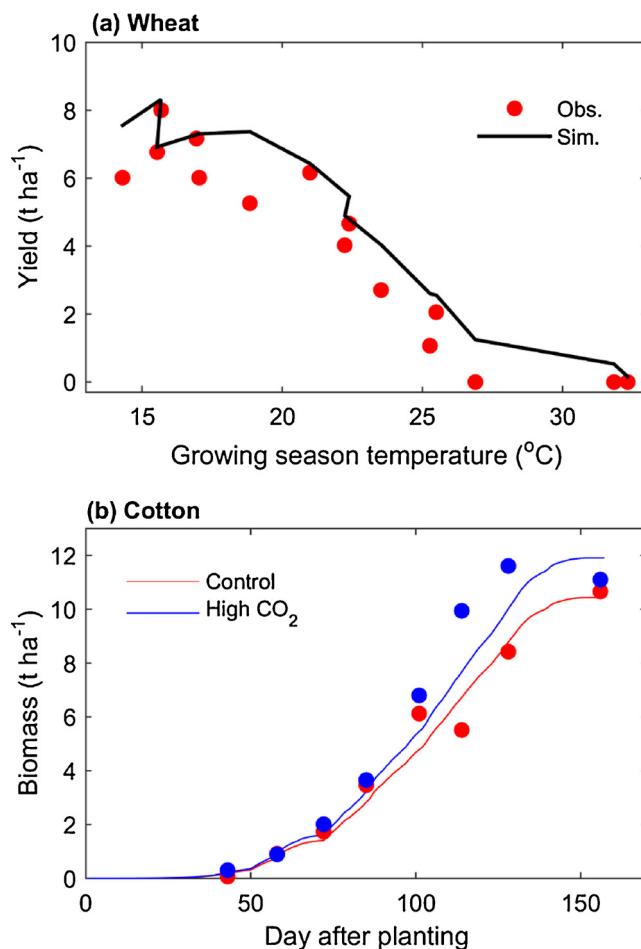 (a) Wheat
10
8
6
4
2
0
Yield (t ha⁻¹)
Obs.
Sim.
15 20 25 30
Growing season temperature (°C)
(b) Cotton
12
10
8
6
4
2
0
Biomass (t ha⁻¹)
Control
High CO₂
0 50 100 150
Day after planting